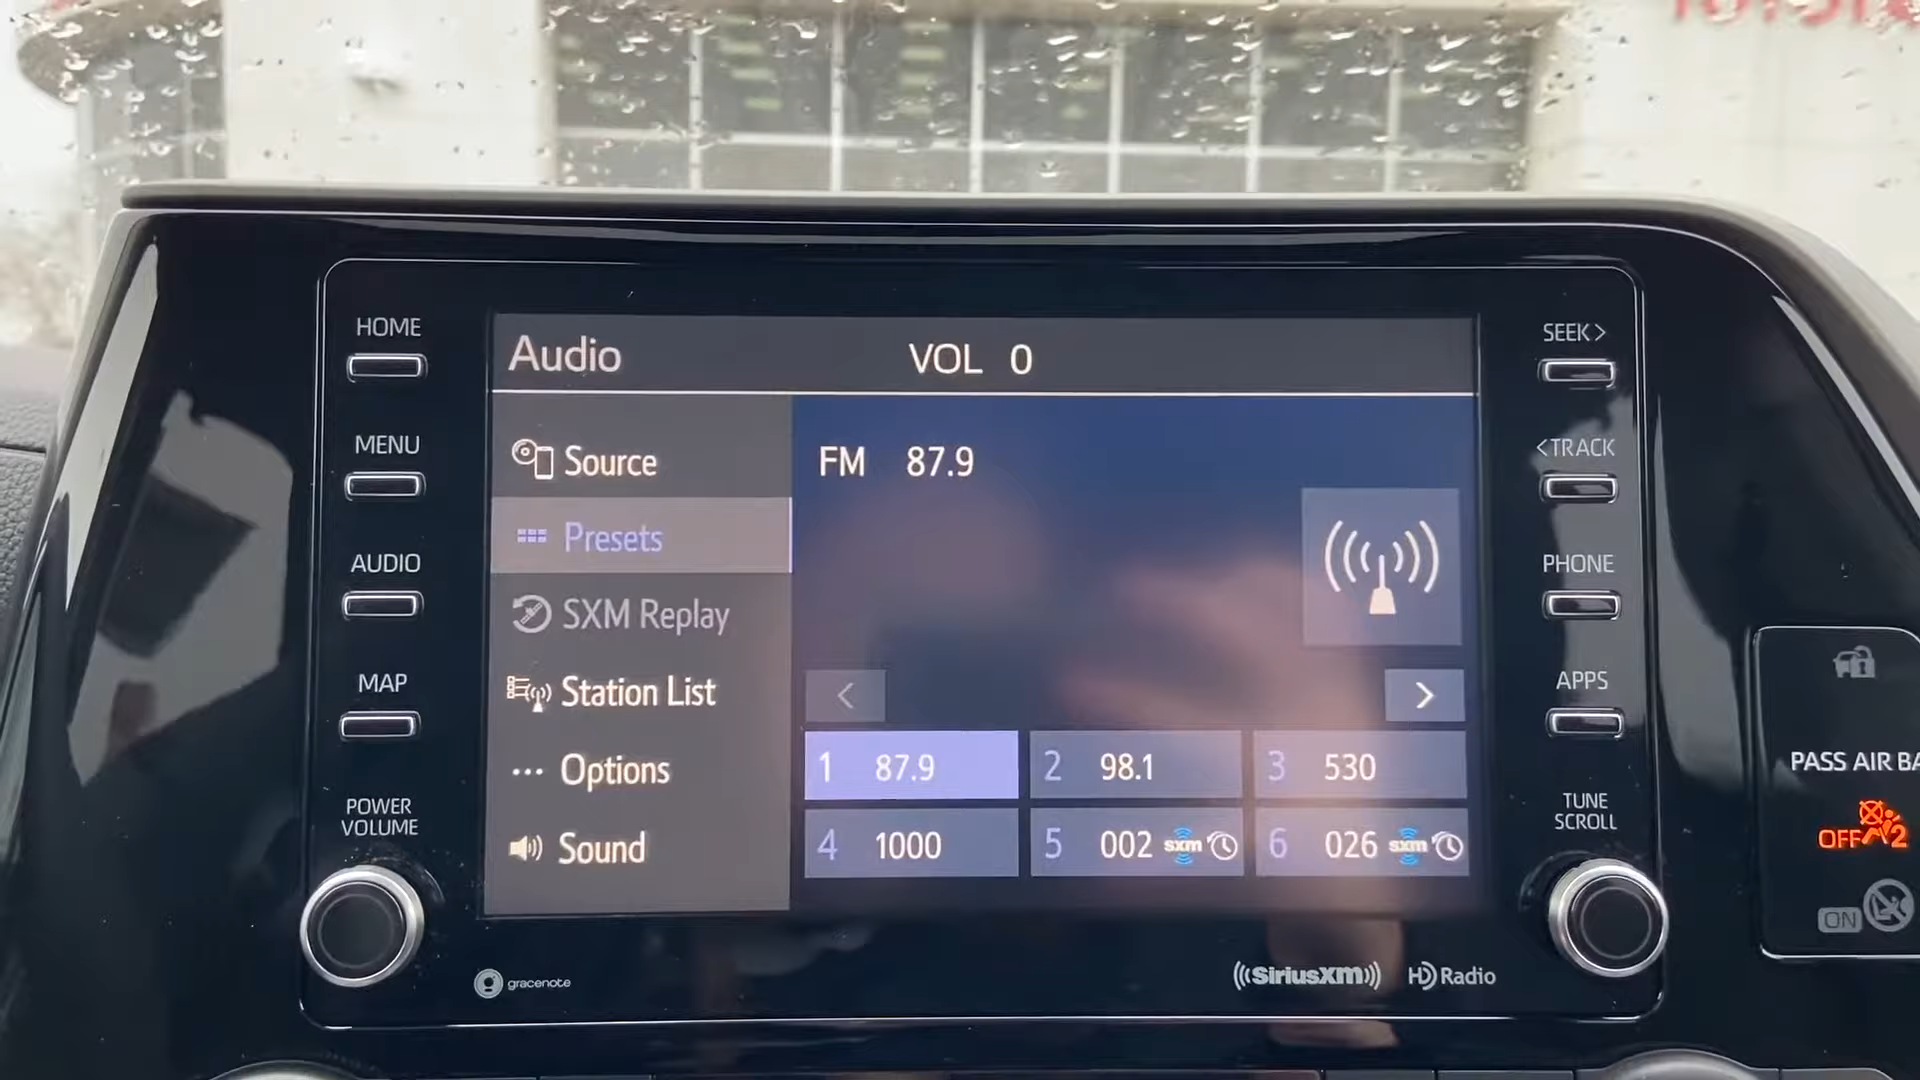 HOME
MENU
AUDIO
MAP
POWER
VOLUME
Audio
VOL 0
Source
Presets
SXM Replay
Station List
Options
Sound
FM 87.9
<
>
1 87.9
2 98.1
3 530
4 1000
5 002 sxm
6 026 sxm
SEEK>
<TRACK
PHONE
APPS
TUNE
SCROLL
gracenote
((SiriusXM))
HD Radio
PASS AIR BA
OFF 2
ON